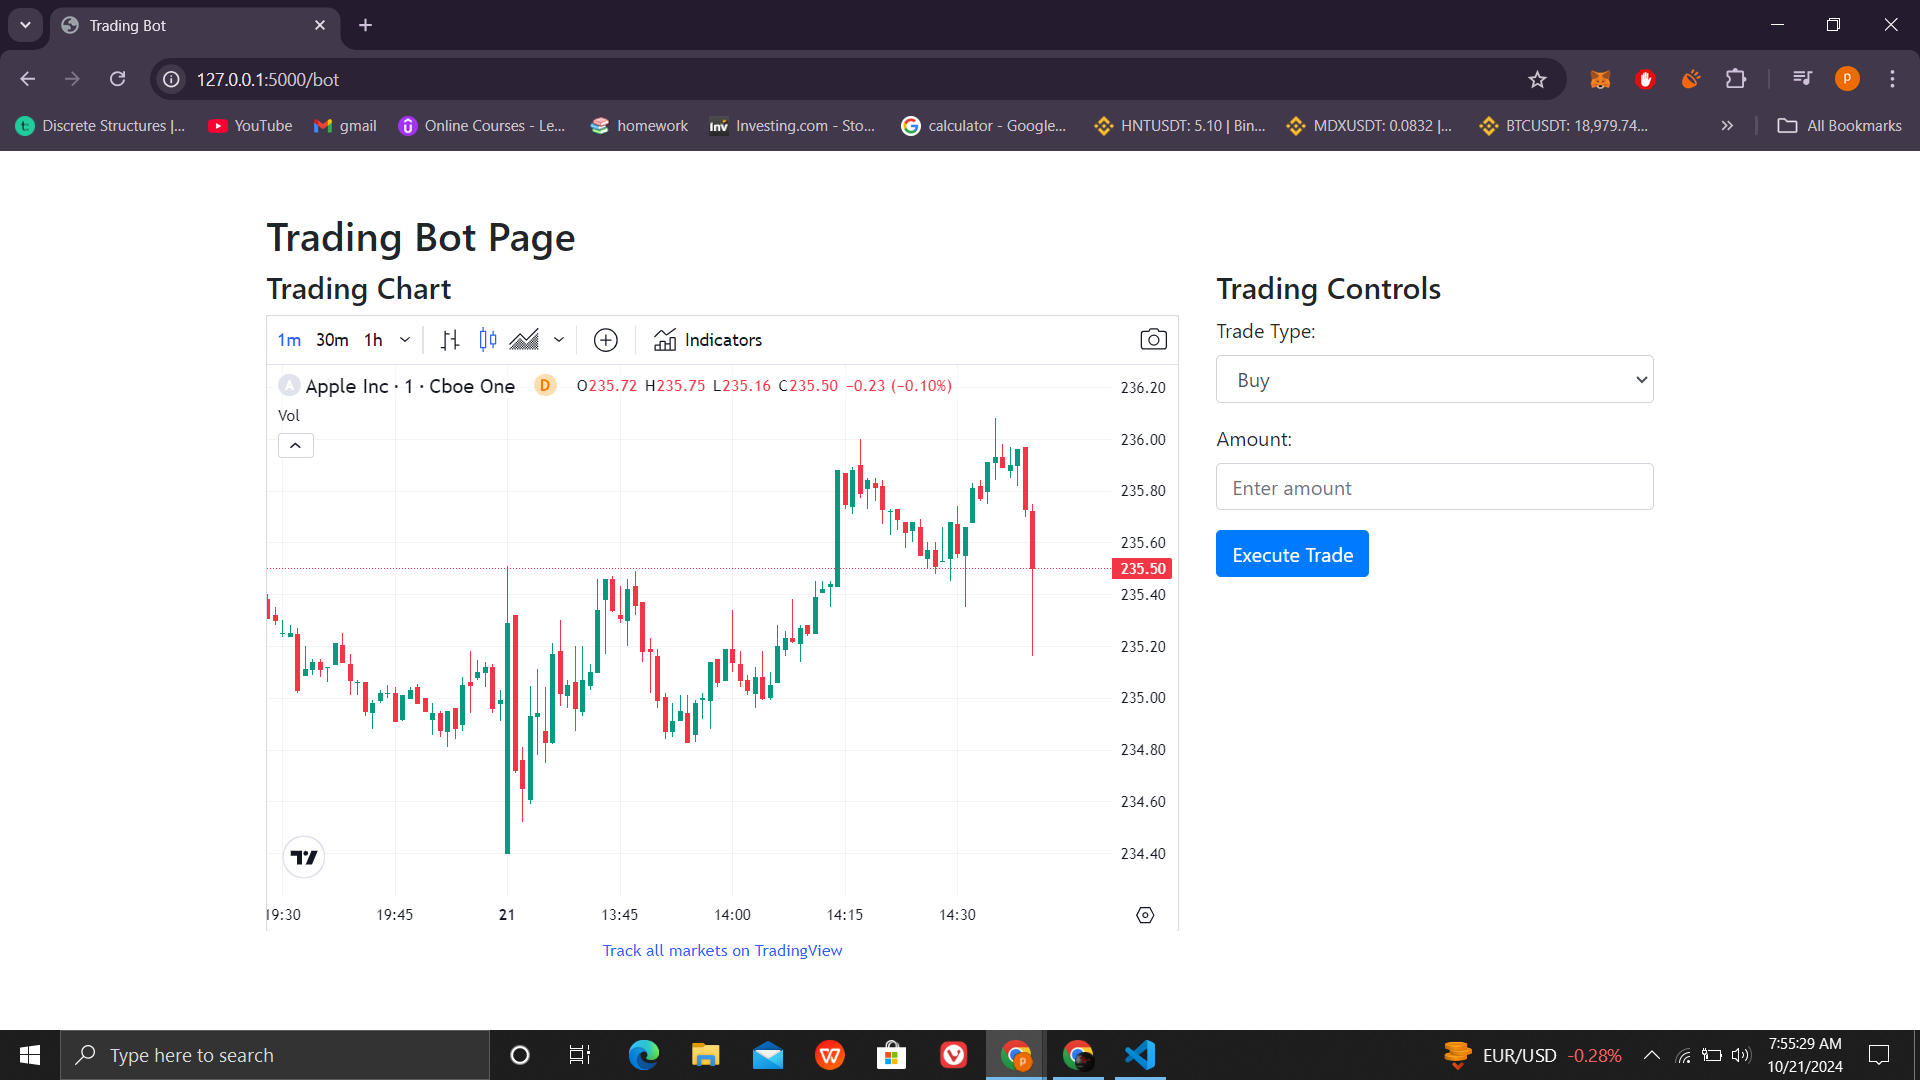 Trading Bot
127.0.0.1:5000/bot
P
Discrete Structures |... YouTube gmail Online Courses - Le... homework inv Investing.com - Sto... calculator - Google... HNTUSDT: 5.10 | Bin... MDXUSDT: 0.0832 |... BTCUSDT: 18,979.74... All Bookmarks
Trading Bot Page
Trading Chart
1m 30m 1h Indicators
A Apple Inc · 1 · Cboe One D O235.72 H235.75 L235.16 C235.50 −0.23 (−0.10%)
Vol
236.20
236.00
235.80
235.60
235.50
235.40
235.20
235.00
234.80
234.60
234.40
19:30 19:45 21 13:45 14:00 14:15 14:30
Track all markets on TradingView
Trading Controls
Trade Type:
Buy
Amount:
Enter amount
Execute Trade
Type here to search
EUR/USD -0.28%
7:55:29 AM
10/21/2024